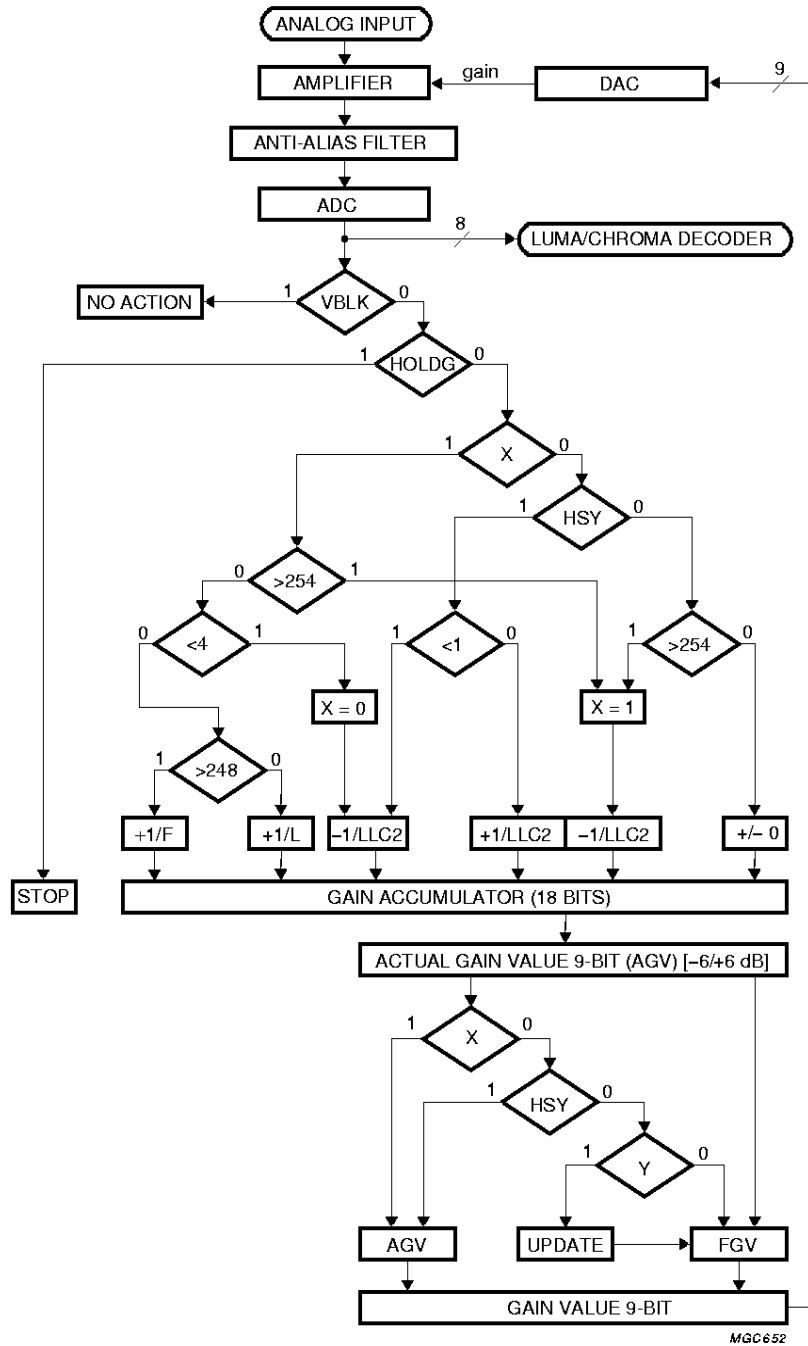 ANALOG INPUT
AMPLIFIER
gain
DAC
9
ANTI-ALIAS FILTER
ADC
8
LUMA/CHROMA DECODER
NO ACTION
1
VBLK
0
1
HOLDG
0
1
X
0
1
HSY
0
0
>254
1
0
<4
1
1
<1
0
1
>254
0
X = 0
X = 1
1
>248
0
+1/F
+1/L
−1/LLC2
+1/LLC2
−1/LLC2
+/− 0
STOP
GAIN ACCUMULATOR (18 BITS)
ACTUAL GAIN VALUE 9-BIT (AGV) [−6/+6 dB]
1
X
0
1
HSY
0
1
Y
0
AGV
UPDATE
FGV
GAIN VALUE 9-BIT
MGC652